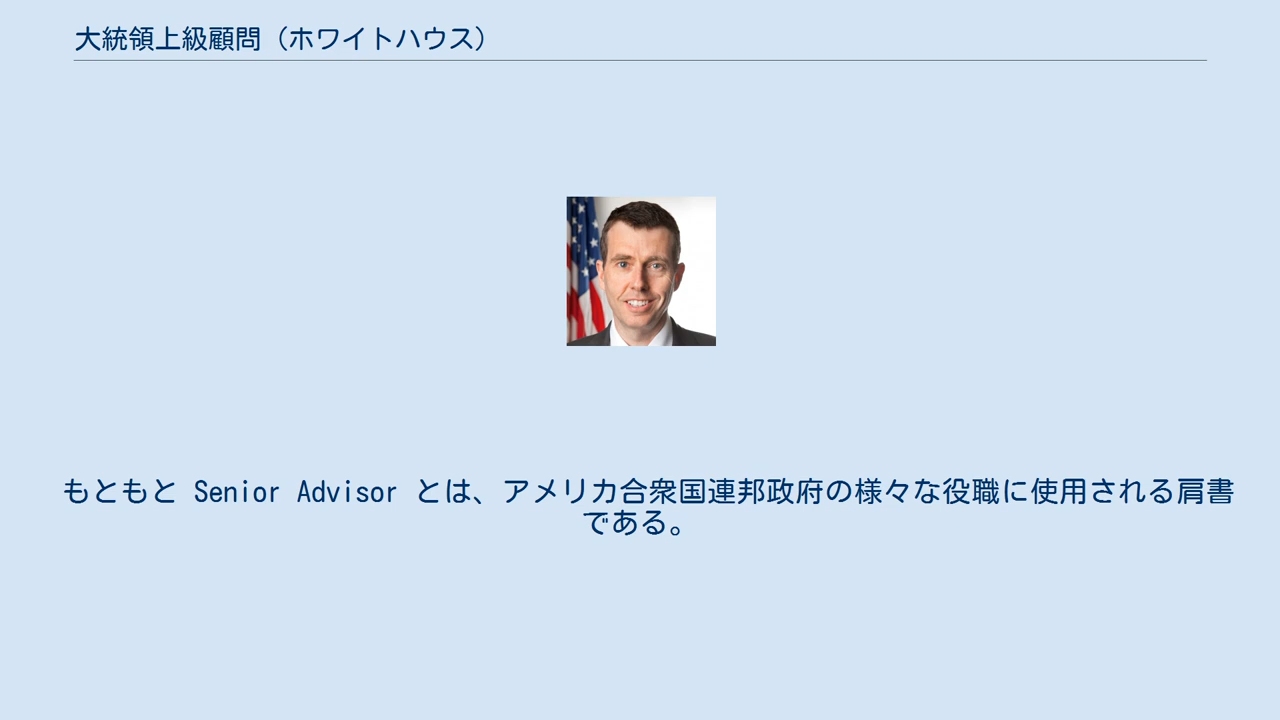 大統領上級顧問（ホワイトハウス）
もともと Senior Advisor とは、アメリカ合衆国連邦政府の様々な役職に使用される肩書
である。